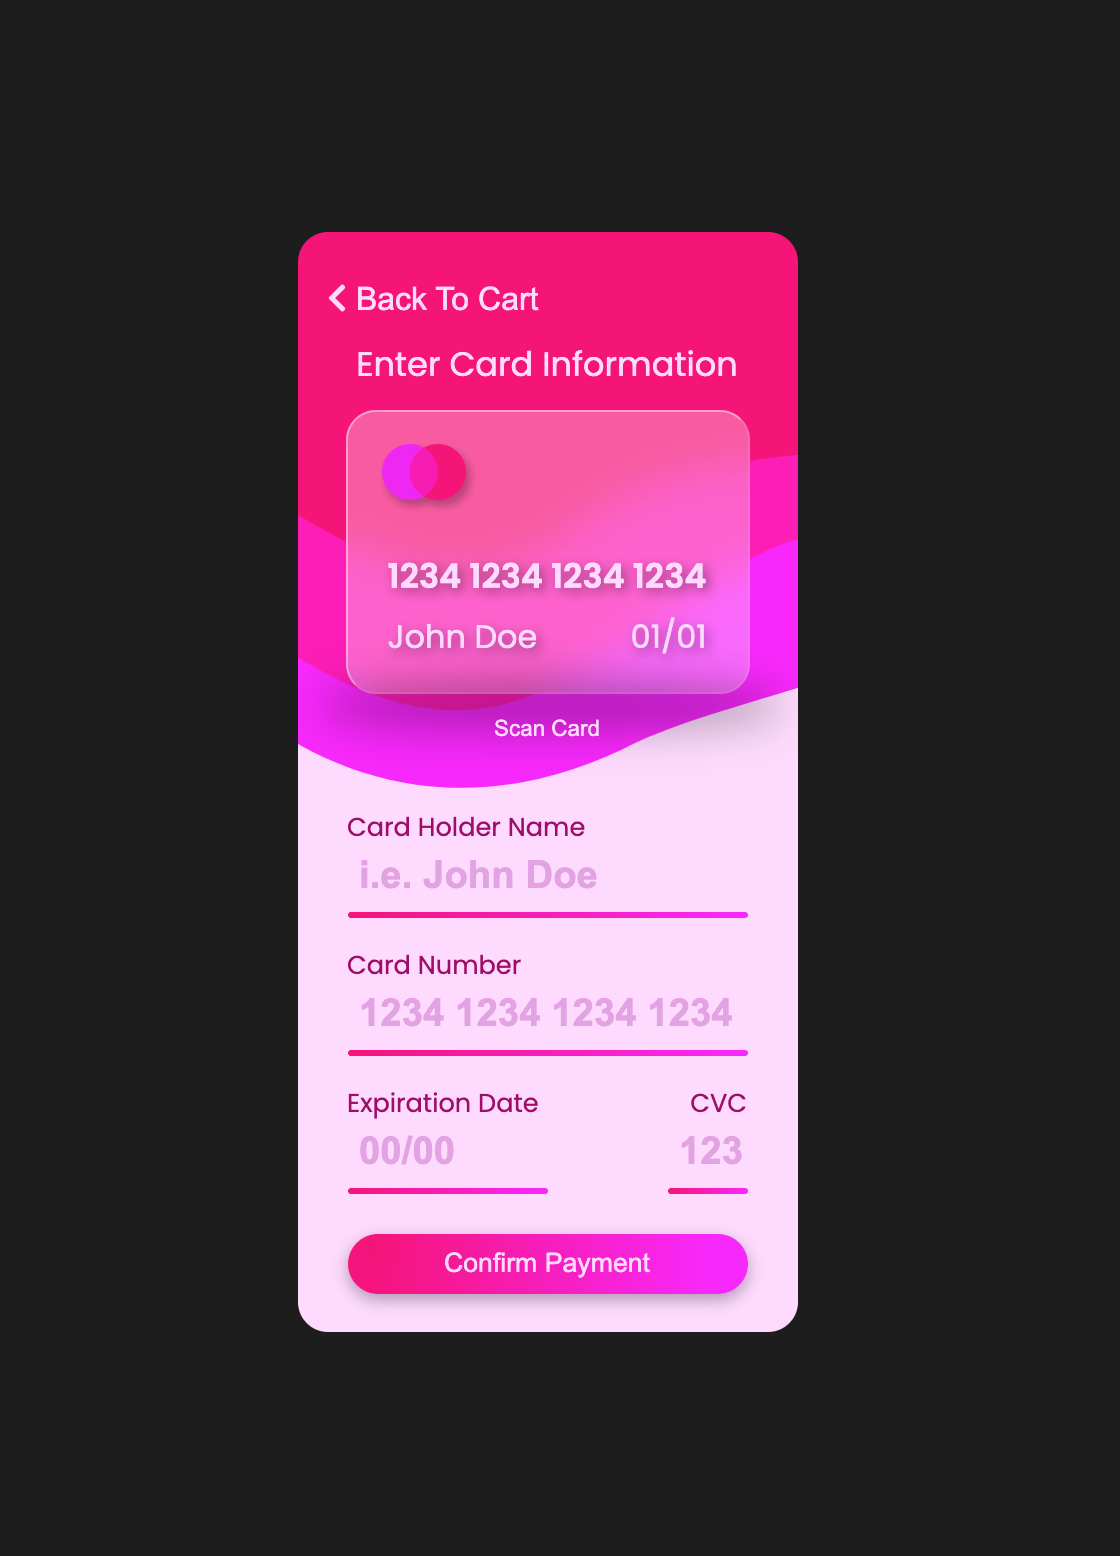 Back To Cart
Enter Card Information
1234 1234 1234 1234
John Doe 01/01
Scan Card
Card Holder Name
i.e. John Doe
Card Number
1234 1234 1234 1234
Expiration Date CVC
00/00 123
Confirm Payment